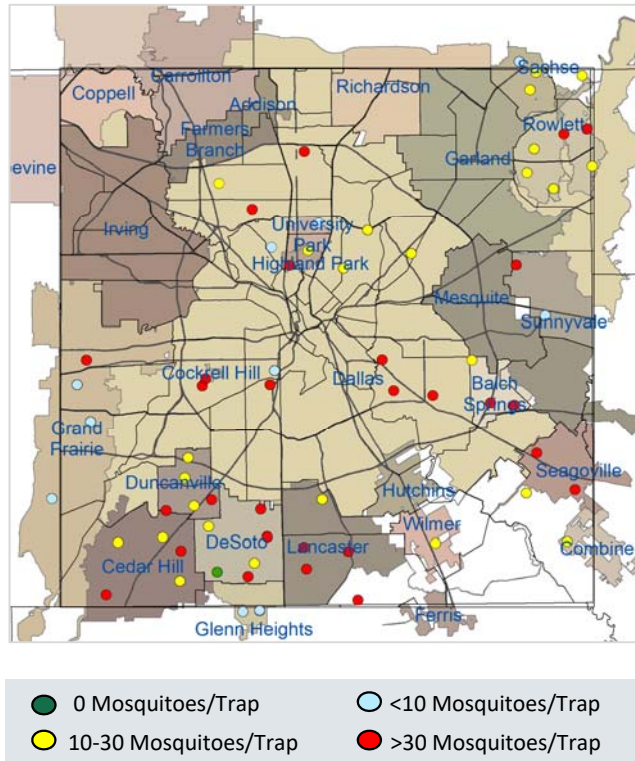 Sachse
Carrollton
Coppell
Richardson
Addison
Rowlett
Farmers
Branch
Garland
evine
University
Park
Irving
Highland Park
Mesquite
Sunnyvale
Cockrell Hill
Dallas
Balch
Springs
Grand
Prairie
Seagoville
Duncanville
Hutchins
Wilmer
DeSoto
Lancaster
Combine
Cedar Hill
Ferris
Glenn Heights
0 Mosquitoes/Trap
<10 Mosquitoes/Trap
10-30 Mosquitoes/Trap
>30 Mosquitoes/Trap